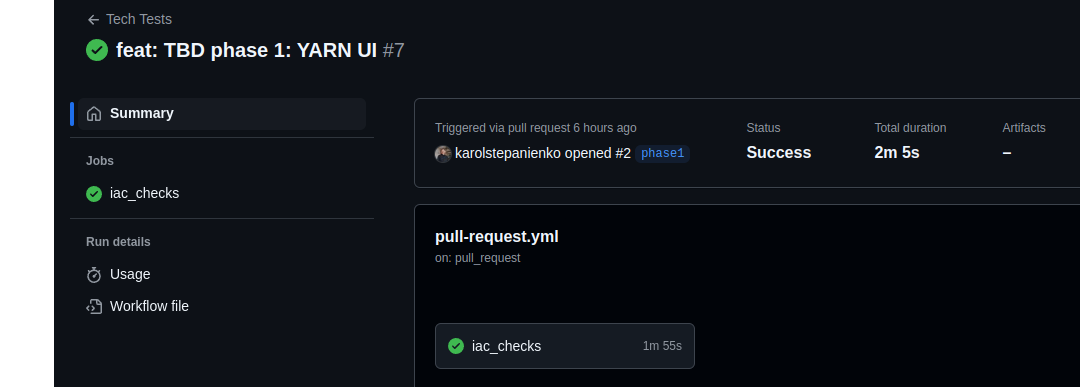 Tech Tests
feat: TBD phase 1: YARN UI #7
Summary
Jobs
iac_checks
Run details
Usage
Workflow file
Triggered via pull request 6 hours ago
karolstepanienko opened #2 phase1
Status
Success
Total duration
2m 5s
Artifacts
–
pull-request.yml
on: pull_request
iac_checks 1m 55s